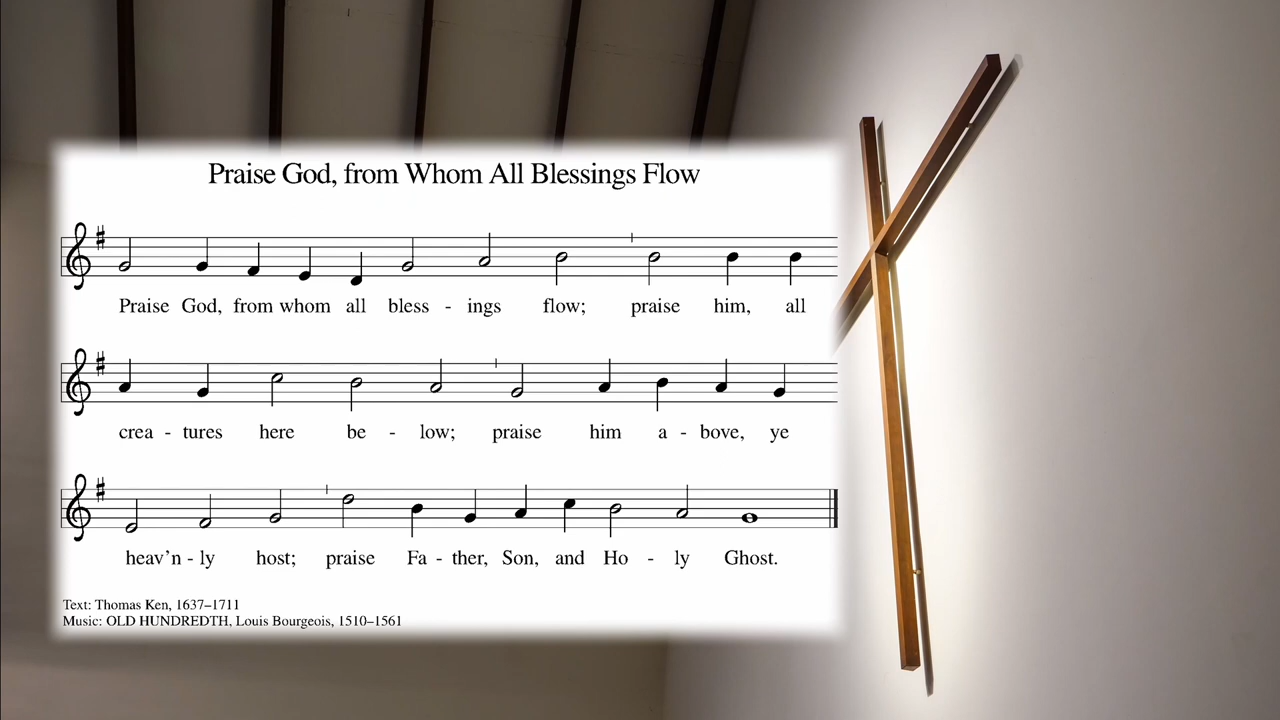 Praise God, from Whom All Blessings Flow
Praise God, from whom all bless - ings flow; praise him, all
crea - tures here be - low; praise him a - bove, ye
heav'n - ly host; praise Fa - ther, Son, and Ho - ly Ghost.
Text: Thomas Ken, 1637–1711
Music: OLD HUNDREDTH, Louis Bourgeois, 1510–1561